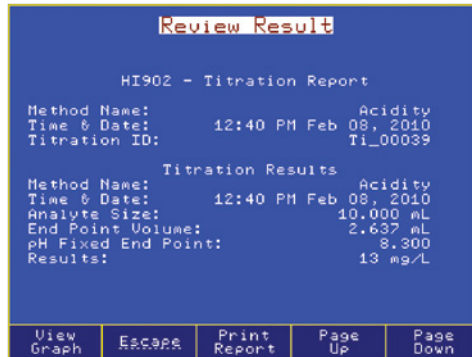 Review Result
HI902 - Titration Report
Method Name: Acidity
Time & Date: 12:40 PM Feb 08, 2010
Titration ID: Ti_00039
Titration Results
Method Name: Acidity
Time & Date: 12:40 PM Feb 08, 2010
Analyte Size: 10.000 mL
End Point Volume: 2.637 mL
pH Fixed End Point: 8.300
Results: 13 mg/L
View Graph Escape Print Report Page Up Page Down